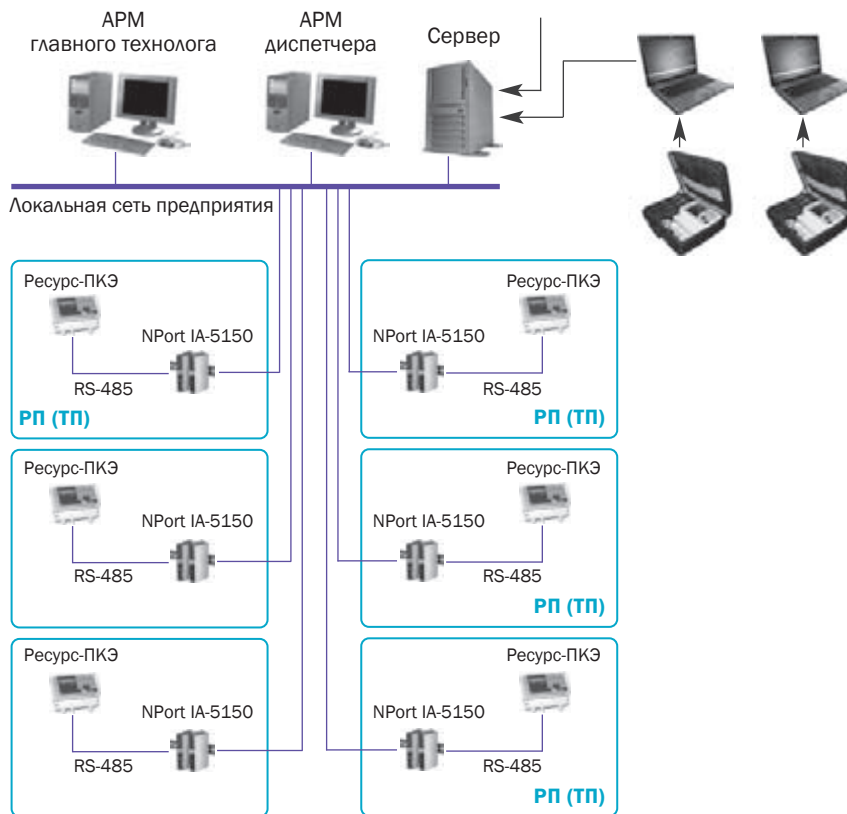 АРМ
главного технолога
АРМ
диспетчера
Сервер
Локальная сеть предприятия
Ресурс-ПКЭ
NPort IA-5150
RS-485
РП (ТП)
Ресурс-ПКЭ
NPort IA-5150
RS-485
РП (ТП)
Ресурс-ПКЭ
NPort IA-5150
RS-485
Ресурс-ПКЭ
NPort IA-5150
RS-485
РП (ТП)
Ресурс-ПКЭ
NPort IA-5150
RS-485
Ресурс-ПКЭ
NPort IA-5150
RS-485
РП (ТП)